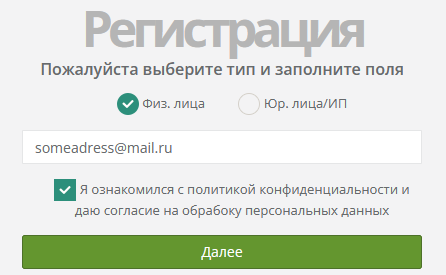 Регистрация
Пожалуйста выберите тип и заполните поля
Физ. лица Юр. лица/ИП
someadress@mail.ru
Я ознакомился с политикой конфиденциальности и
даю согласие на обрабоку персональных данных
Далее